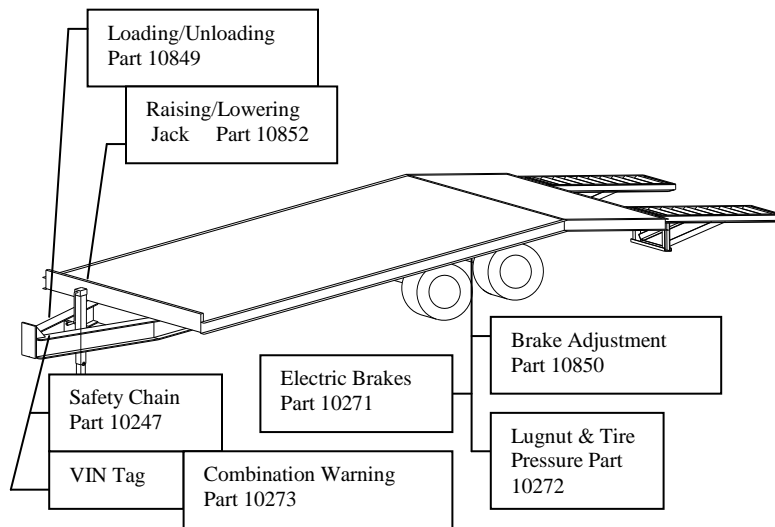 Loading/Unloading
Part 10849
Raising/Lowering
Jack Part 10852
Brake Adjustment
Part 10850
Electric Brakes
Part 10271
Safety Chain
Part 10247
Lugnut & Tire
Pressure Part
10272
VIN Tag
Combination Warning
Part 10273